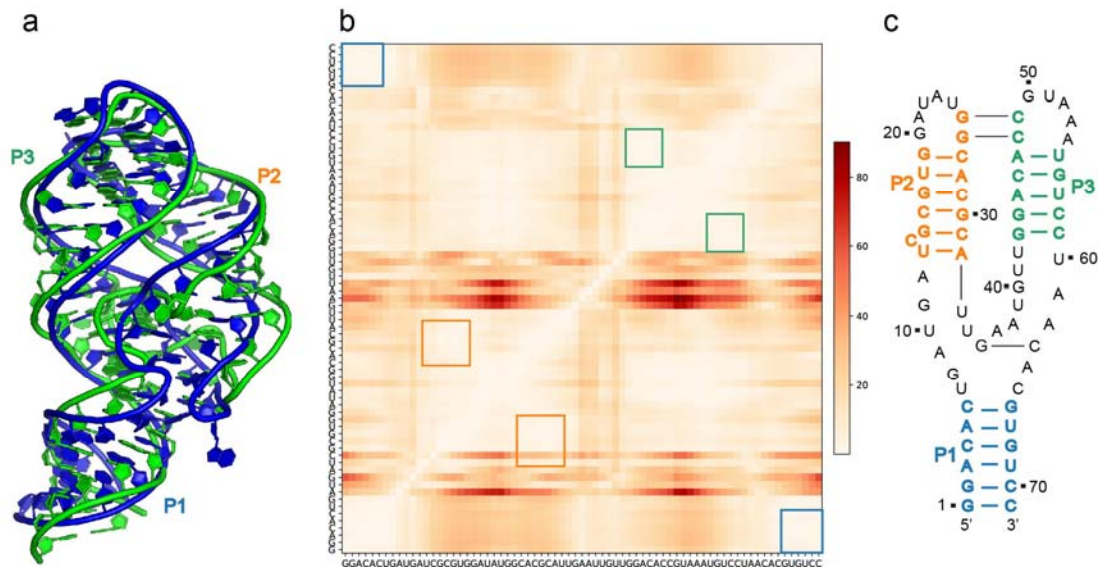 a
b
c
P3
P2
P1
80
60
40
20
GGACACUGAUGAUCGCGUGGAUAUGGCACGCAUUGAAUUGUUGGACACCGUAAAUGUCCUAACACGUGUCC
50
A G U
U A U G C A
A G C A
20 G A U
G C A G
P2 U A C U P3
G C A C
C G G 30 G C
G C G U 60
C U A U
A U A
G 40 G A
10 U U U A
A U G A A C
G A A
U C
C G
A U
C G
P1 A U
G C 70
1 G C
5' 3'